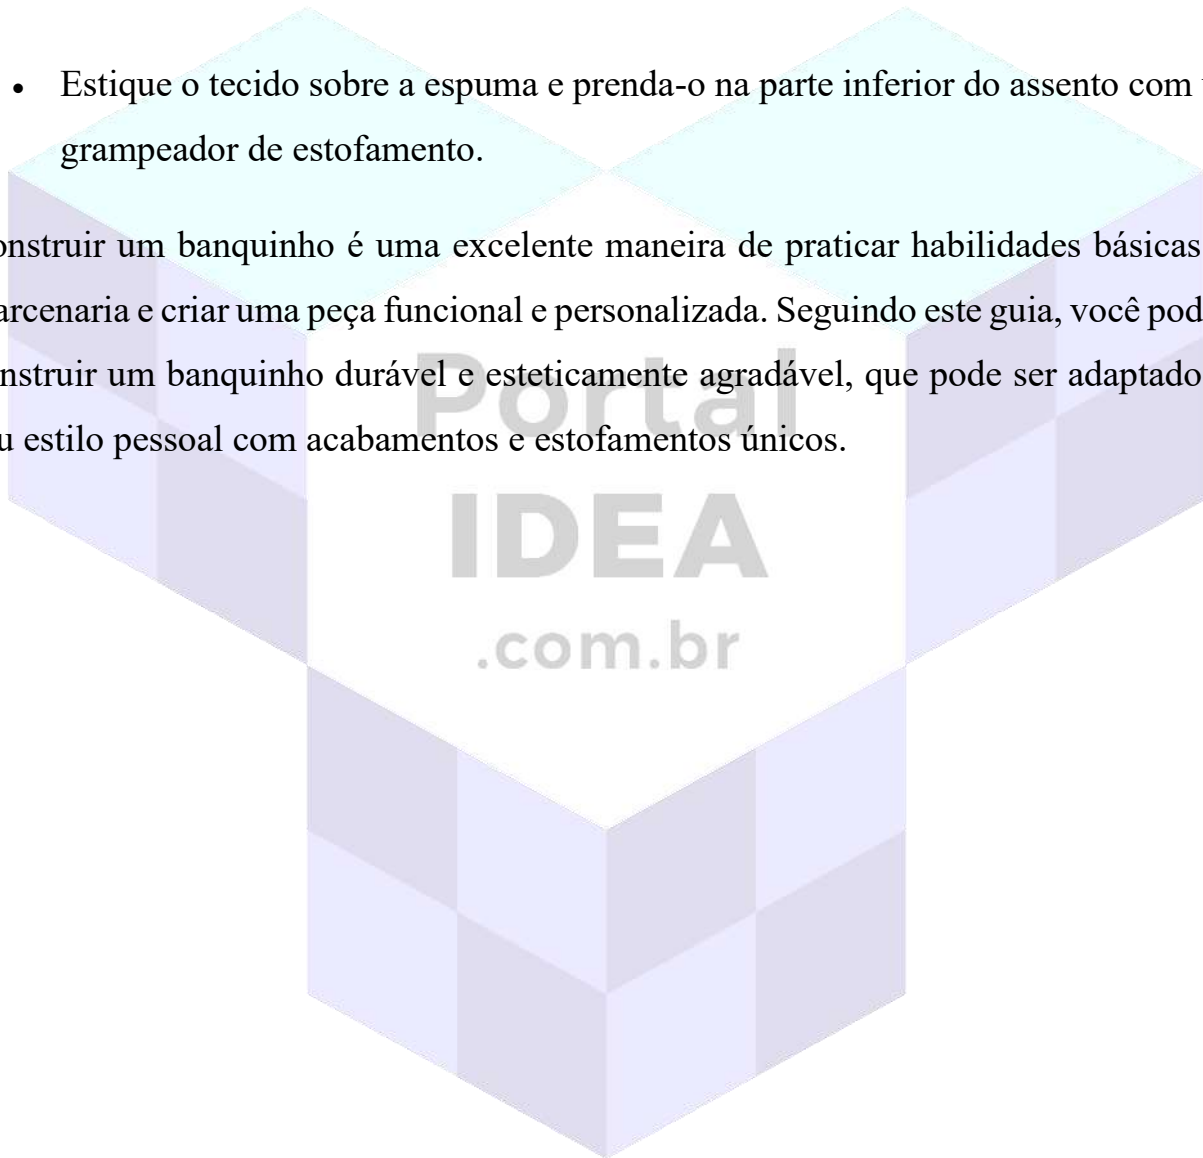 • Estique o tecido sobre a espuma e prenda-o na parte inferior do assento com
grampeador de estofamento.
onstruir um banquinho é uma excelente maneira de praticar habilidades básicas
arcenaria e criar uma peça funcional e personalizada. Seguindo este guia, você pod
nstruir um banquinho durável e esteticamente agradável, que pode ser adaptado
u estilo pessoal com acabamentos e estofamentos únicos.
Portal
IDEA
.com.br